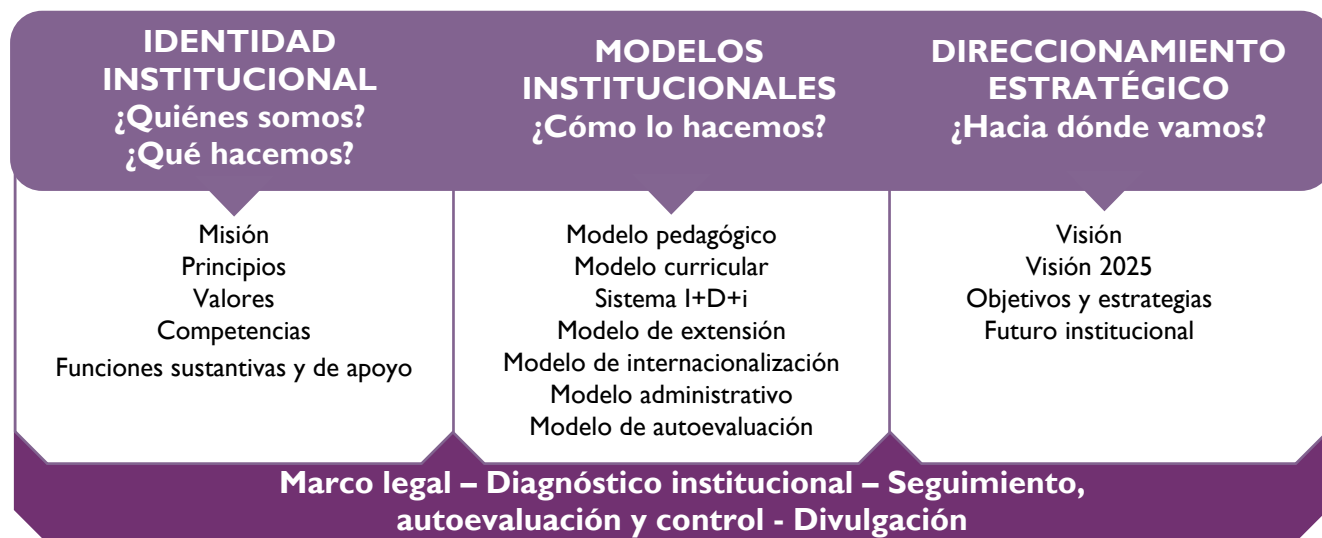 IDENTIDAD
INSTITUCIONAL
¿Quiénes somos?
¿Qué hacemos?
Misión
Principios
Valores
Competencias
Funciones sustantivas y de apoyo
MODELOS
INSTITUCIONALES
¿Cómo lo hacemos?
Modelo pedagógico
Modelo curricular
Sistema I+D+i
Modelo de extensión
Modelo de internacionalización
Modelo administrativo
Modelo de autoevaluación
DIRECCIONAMIENTO
ESTRATÉGICO
¿Hacia dónde vamos?
Visión
Visión 2025
Objetivos y estrategias
Futuro institucional
Marco legal – Diagnóstico institucional – Seguimiento,
autoevaluación y control - Divulgación